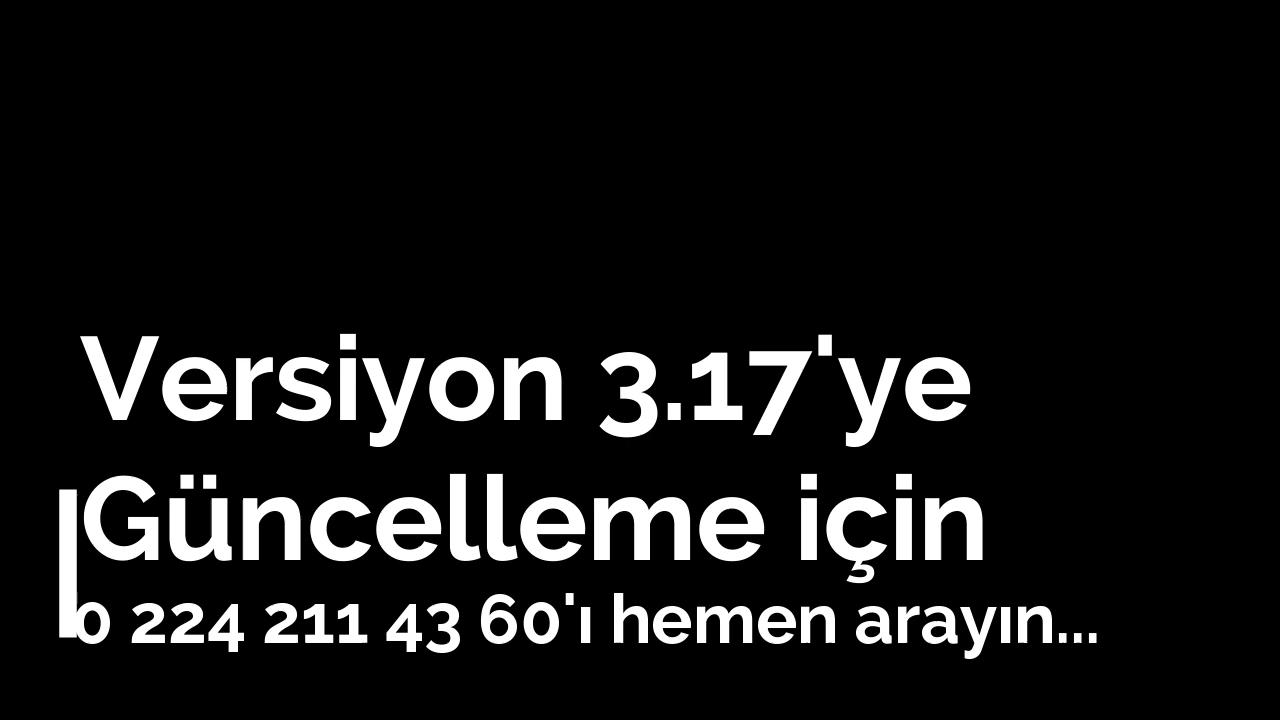 Versiyon 3.17'ye
Güncelleme için
0 224 211 43 60'ı hemen arayın...